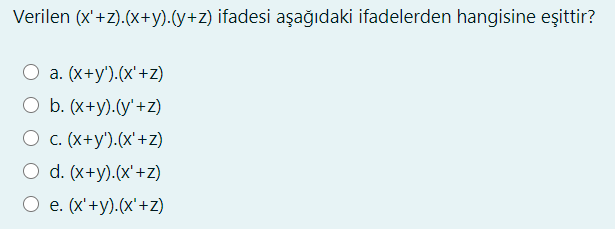 Verilen (x'+z).(x+y).(y+z) ifadesi aşağıdaki ifadelerden hangisine eşittir?
a. (x+y').(x'+z)
b. (x+y).(y'+z)
c. (x+y').(x'+z)
d. (x+y).(x'+z)
e. (x'+y).(x'+z)